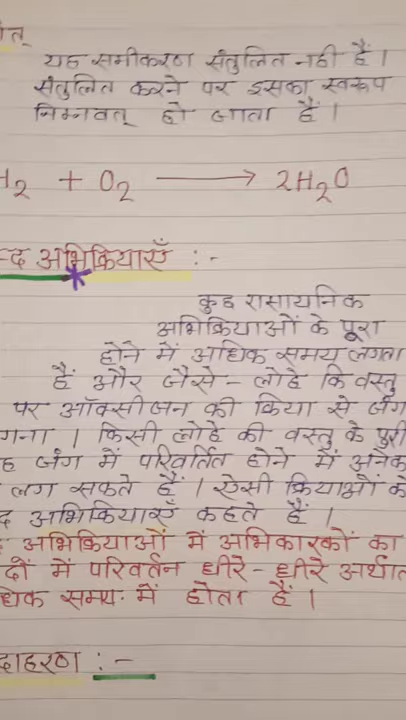 यह समीकरण संतुलित नही हैं।
संतुलित करने पर इसका स्वरूप
निम्नवत् हो जाता हैं।
H₂ + O₂ ⟶ 2H₂O
अभिक्रियाएँ :-
कुछ रासायनिक
अभिक्रियाओं के पूरा
होने में अधिक समय लगता
हैं और जैसे - लोहे कि वस्तु
पर ऑक्सीजन की क्रिया से जंग
गना । किसी लोहे की वस्तु के पुरी
जंग में परिवर्तित होने में अनेक
लग सकते हैं । ऐसी क्रियाओं को
द अभिक्रियाएँ कहते हैं ।
अभिक्रियाओं में अभिकारकों का
दों में परिवर्तन धीरे - धीरे अर्थात
धिक समय में होता हैं ।
दाहरण :-